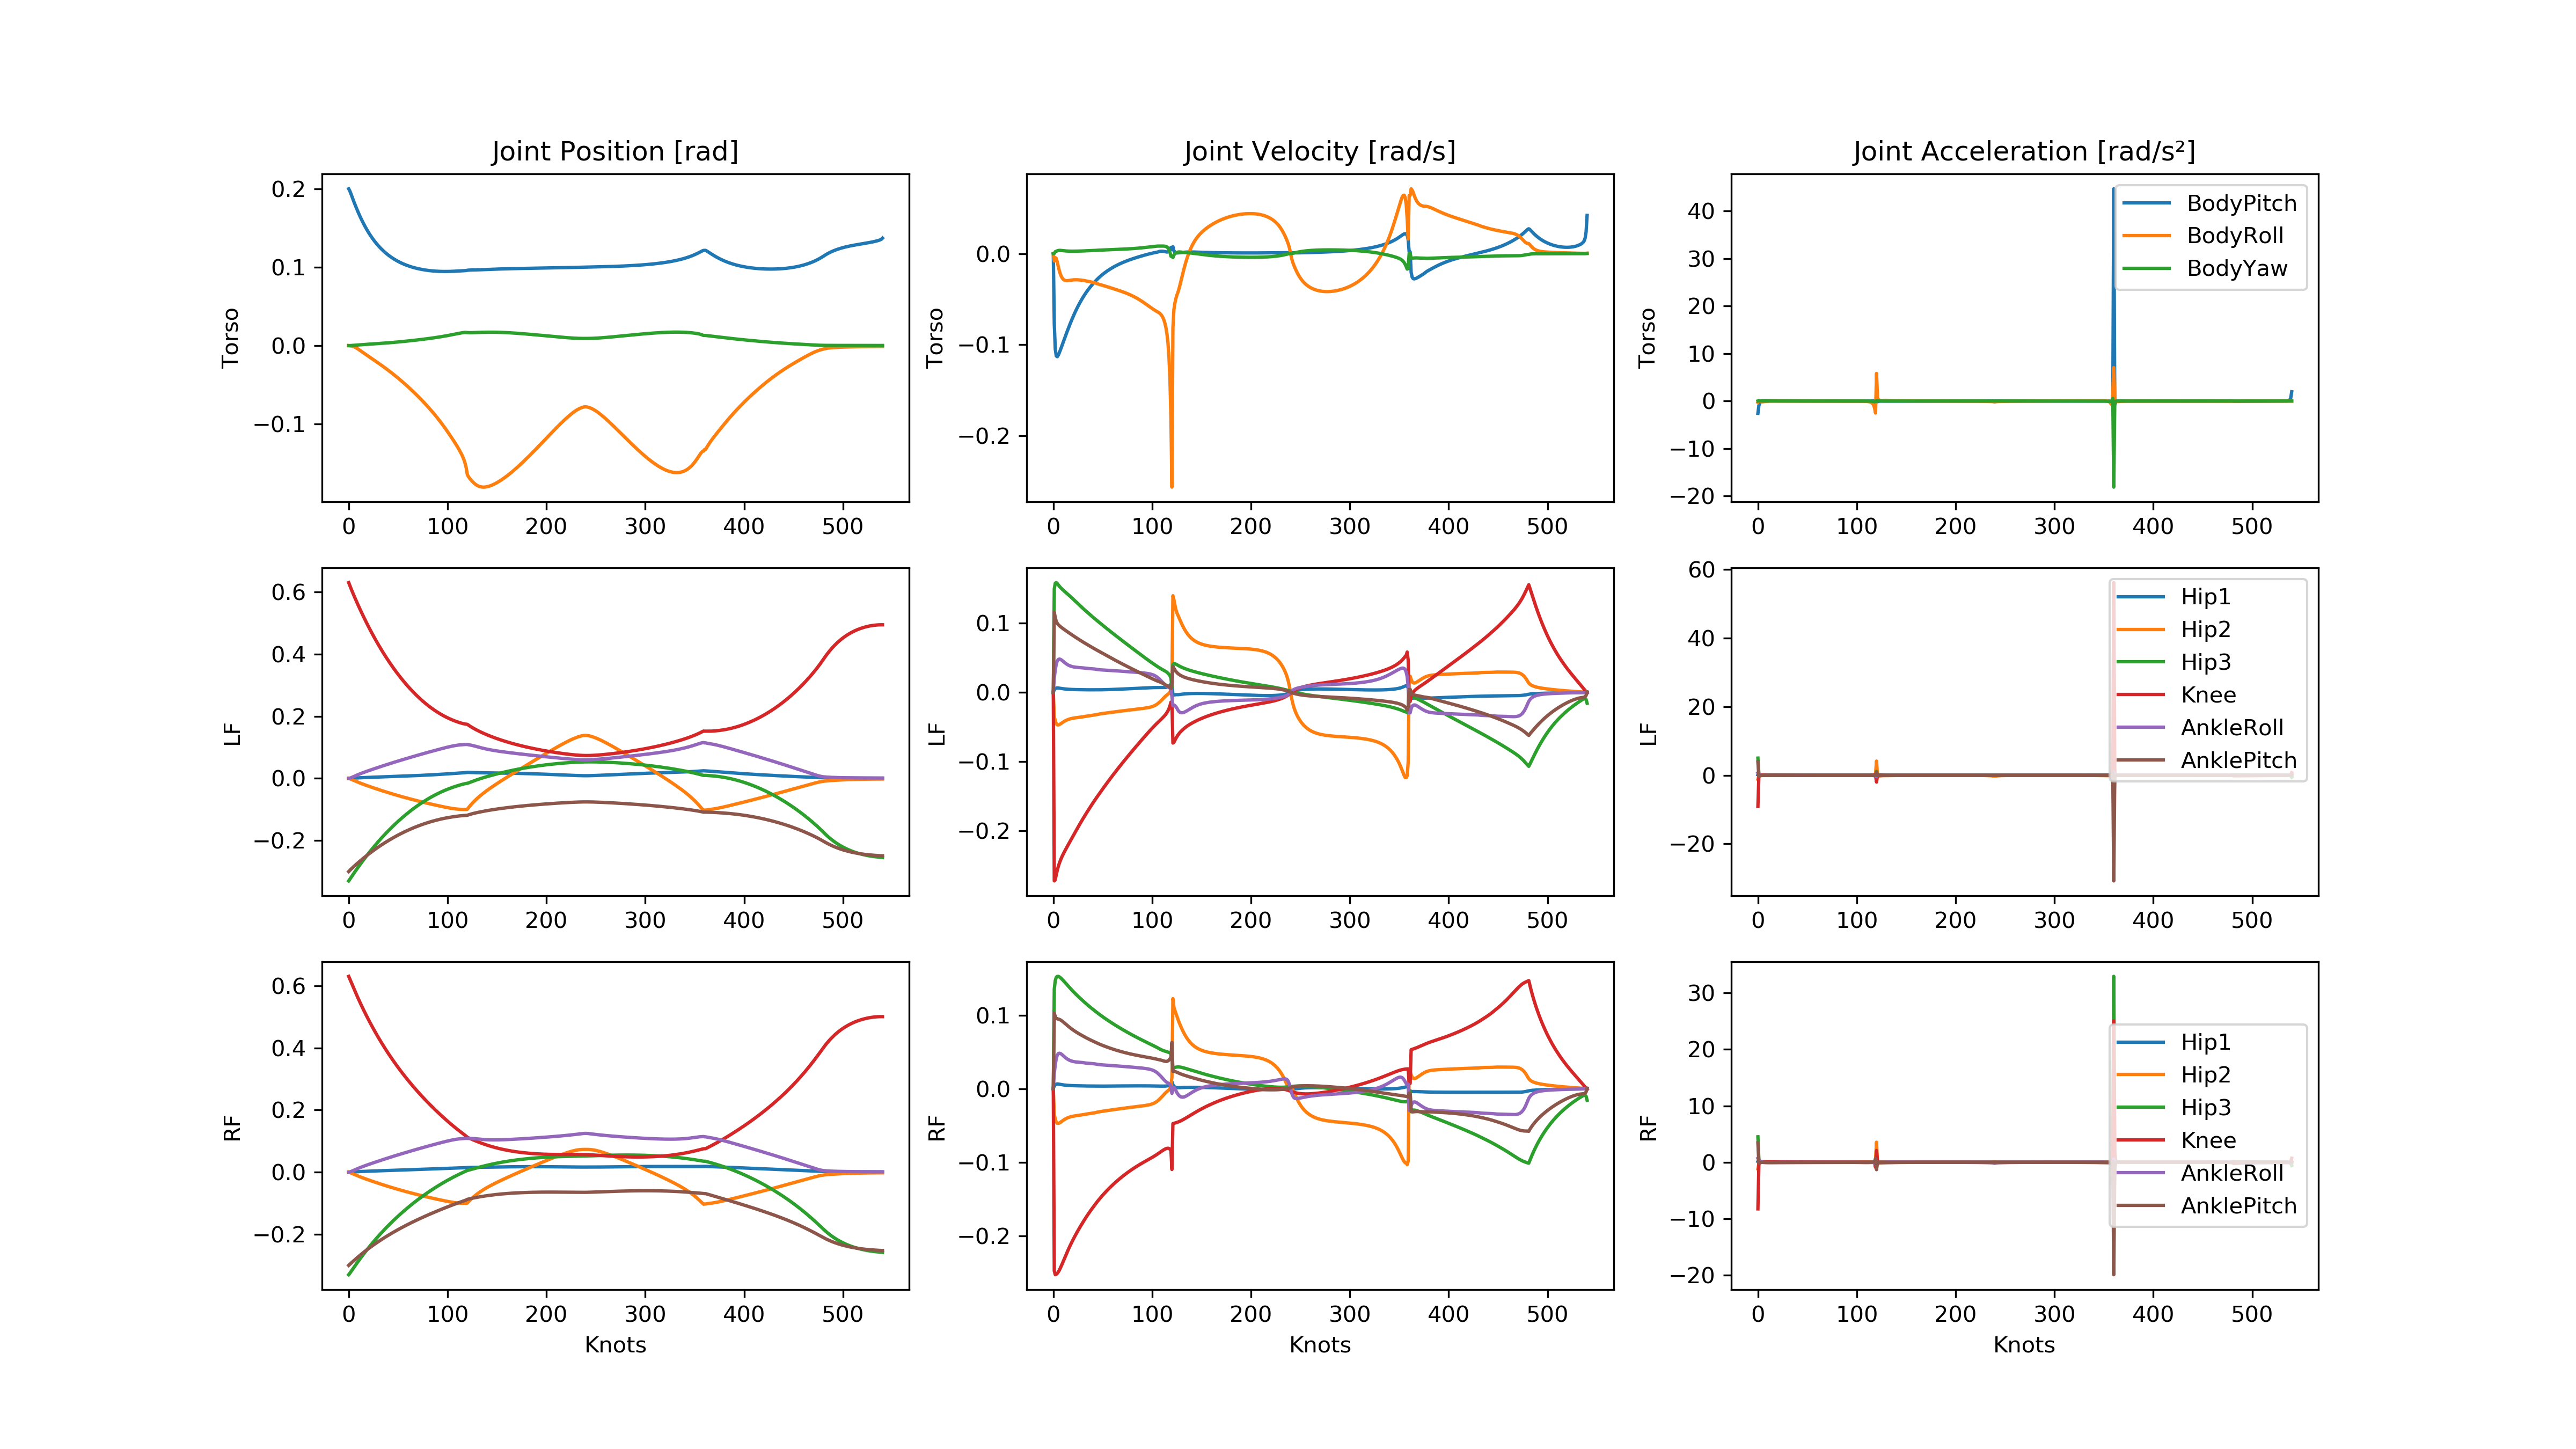 Joint Position [rad]
Joint Velocity [rad/s]
Joint Acceleration [rad/s²]
Torso
0.2
0.1
0.0
−0.1
0 100 200 300 400 500
Torso
0.0
−0.1
−0.2
0 100 200 300 400 500
Torso
40
30
20
10
0
−10
−20
0 100 200 300 400 500
BodyPitch
BodyRoll
BodyYaw
LF
0.6
0.4
0.2
0.0
−0.2
0 100 200 300 400 500
LF
0.1
0.0
−0.1
−0.2
0 100 200 300 400 500
LF
60
40
20
0
−20
0 100 200 300 400 500
Hip1
Hip2
Hip3
Knee
AnkleRoll
AnklePitch
RF
0.6
0.4
0.2
0.0
−0.2
0 100 200 300 400 500
Knots
RF
0.1
0.0
−0.1
−0.2
0 100 200 300 400 500
Knots
RF
30
20
10
0
−10
−20
0 100 200 300 400 500
Knots
Hip1
Hip2
Hip3
Knee
AnkleRoll
AnklePitch